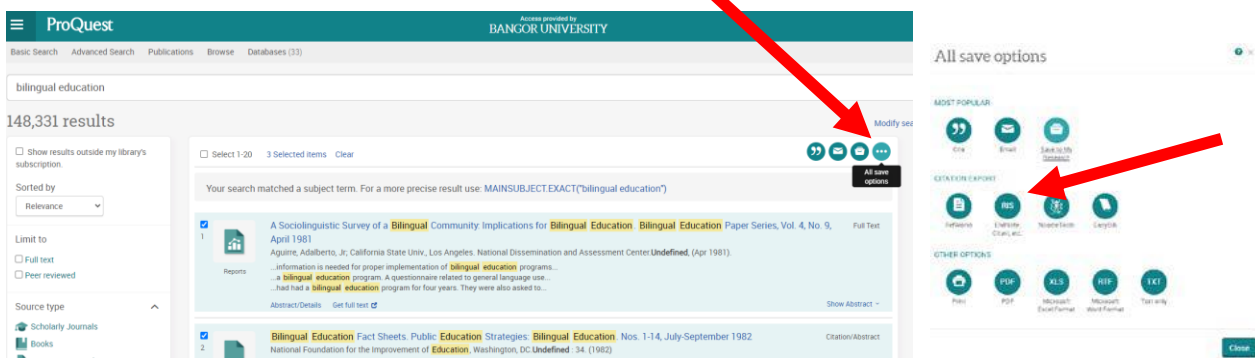 ProQuest
Access provided by
BANGOR UNIVERSITY
Basic Search Advanced Search Publications Browse Databases (33)
bilingual education
148,331 results
Modify sea
Show results outside my library's
subscription.
Sorted by
Relevance
Limit to
Full text
Peer reviewed
Source type
Scholarly Journals
Books
Select 1-20 3 Selected items Clear
All save
options
Your search matched a subject term. For a more precise result use: MAINSUBJECT.EXACT("bilingual education")
1
A Sociolinguistic Survey of a Bilingual Community: Implications for Bilingual Education. Bilingual Education Paper Series, Vol. 4, No. 9, Full Text
April 1981
Aguirre, Adalberto, Jr; California State Univ., Los Angeles. National Dissemination and Assessment Center. Undefined, (Apr 1981).
...information is needed for proper implementation of bilingual education programs...
...a bilingual education program. A questionnaire related to general language use...
...had had a bilingual education program for four years. They were also asked to...
Reports
Abstract/Details Get full text Show Abstract
2
Bilingual Education Fact Sheets. Public Education Strategies: Bilingual Education. Nos. 1-14, July-September 1982 Citation/Abstract
National Foundation for the Improvement of Education, Washington, DC. Undefined : 34. (1982)
All save options
MOST POPULAR
Cite Email Save to My
Research
CITATION EXPORT
RIS
RefWorks EndNote, NoodleTools EasyBib
Citavi, etc.
OTHER OPTIONS
PDF XLS RTF TXT
Print PDF Microsoft Microsoft Text only
Excel Format Word Format
Close